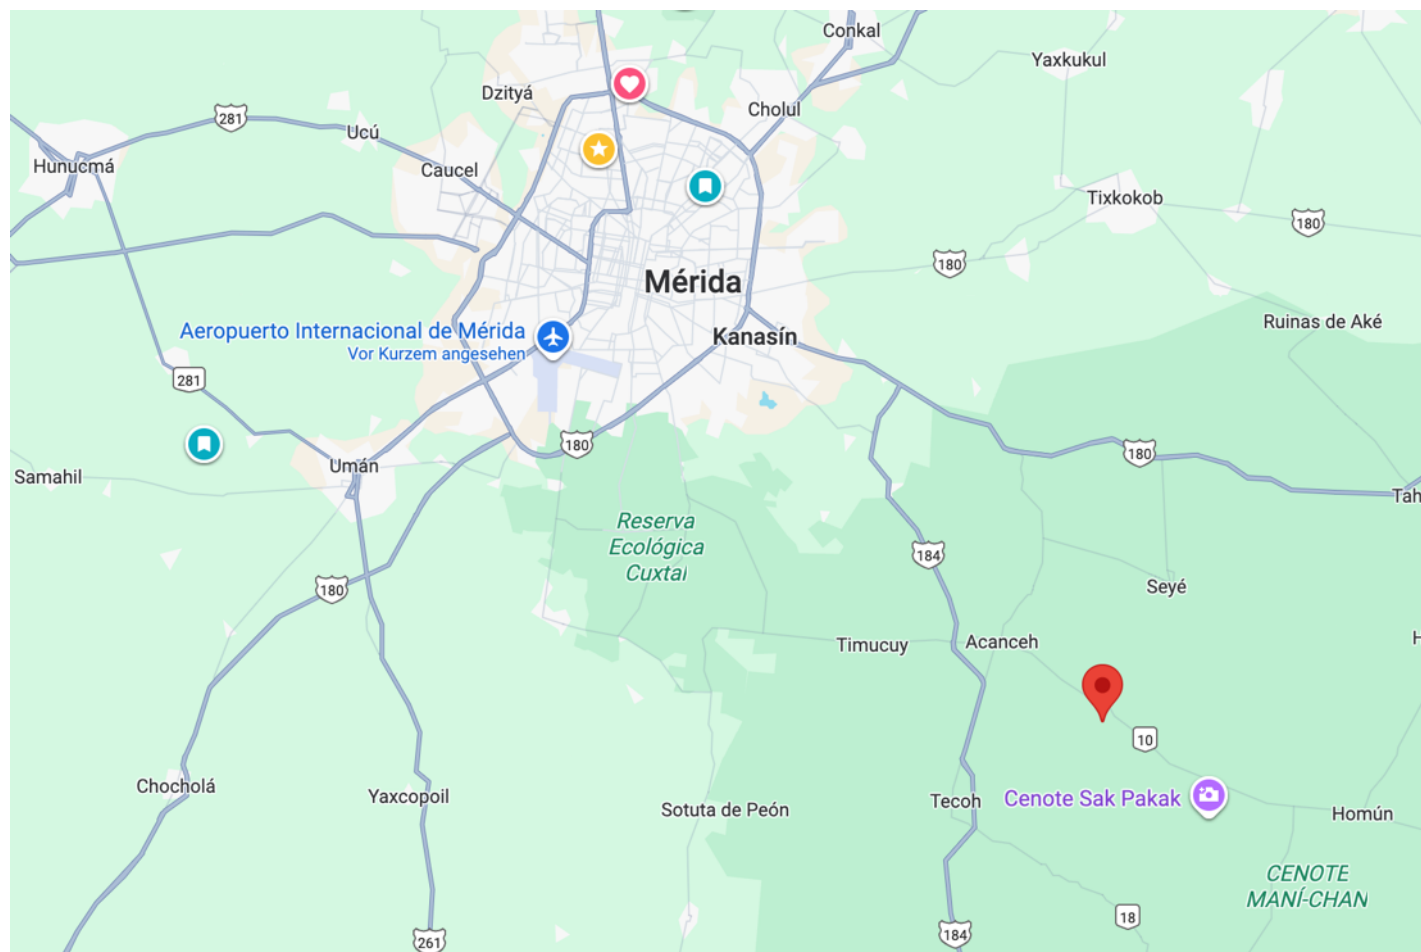 Conkal
Yaxkukul
Dzityá
Cholul
281
Ucú
Hunucmá
Caucel
Tixkokob
180
180
Mérida
Aeropuerto Internacional de Mérida
Vor Kurzem angesehen
Kanasín
Ruinas de Aké
281
180
180
Umán
Samahil
Tah
Reserva
Ecológica
Cuxtal
184
180
Seyé
Timucuy
Acanceh
H
10
Chocholá
Yaxcopoil
Sotuta de Peón
Tecoh
Cenote Sak Pakak
Homún
CENOTE
MANÍ-CHAN
18
261
184